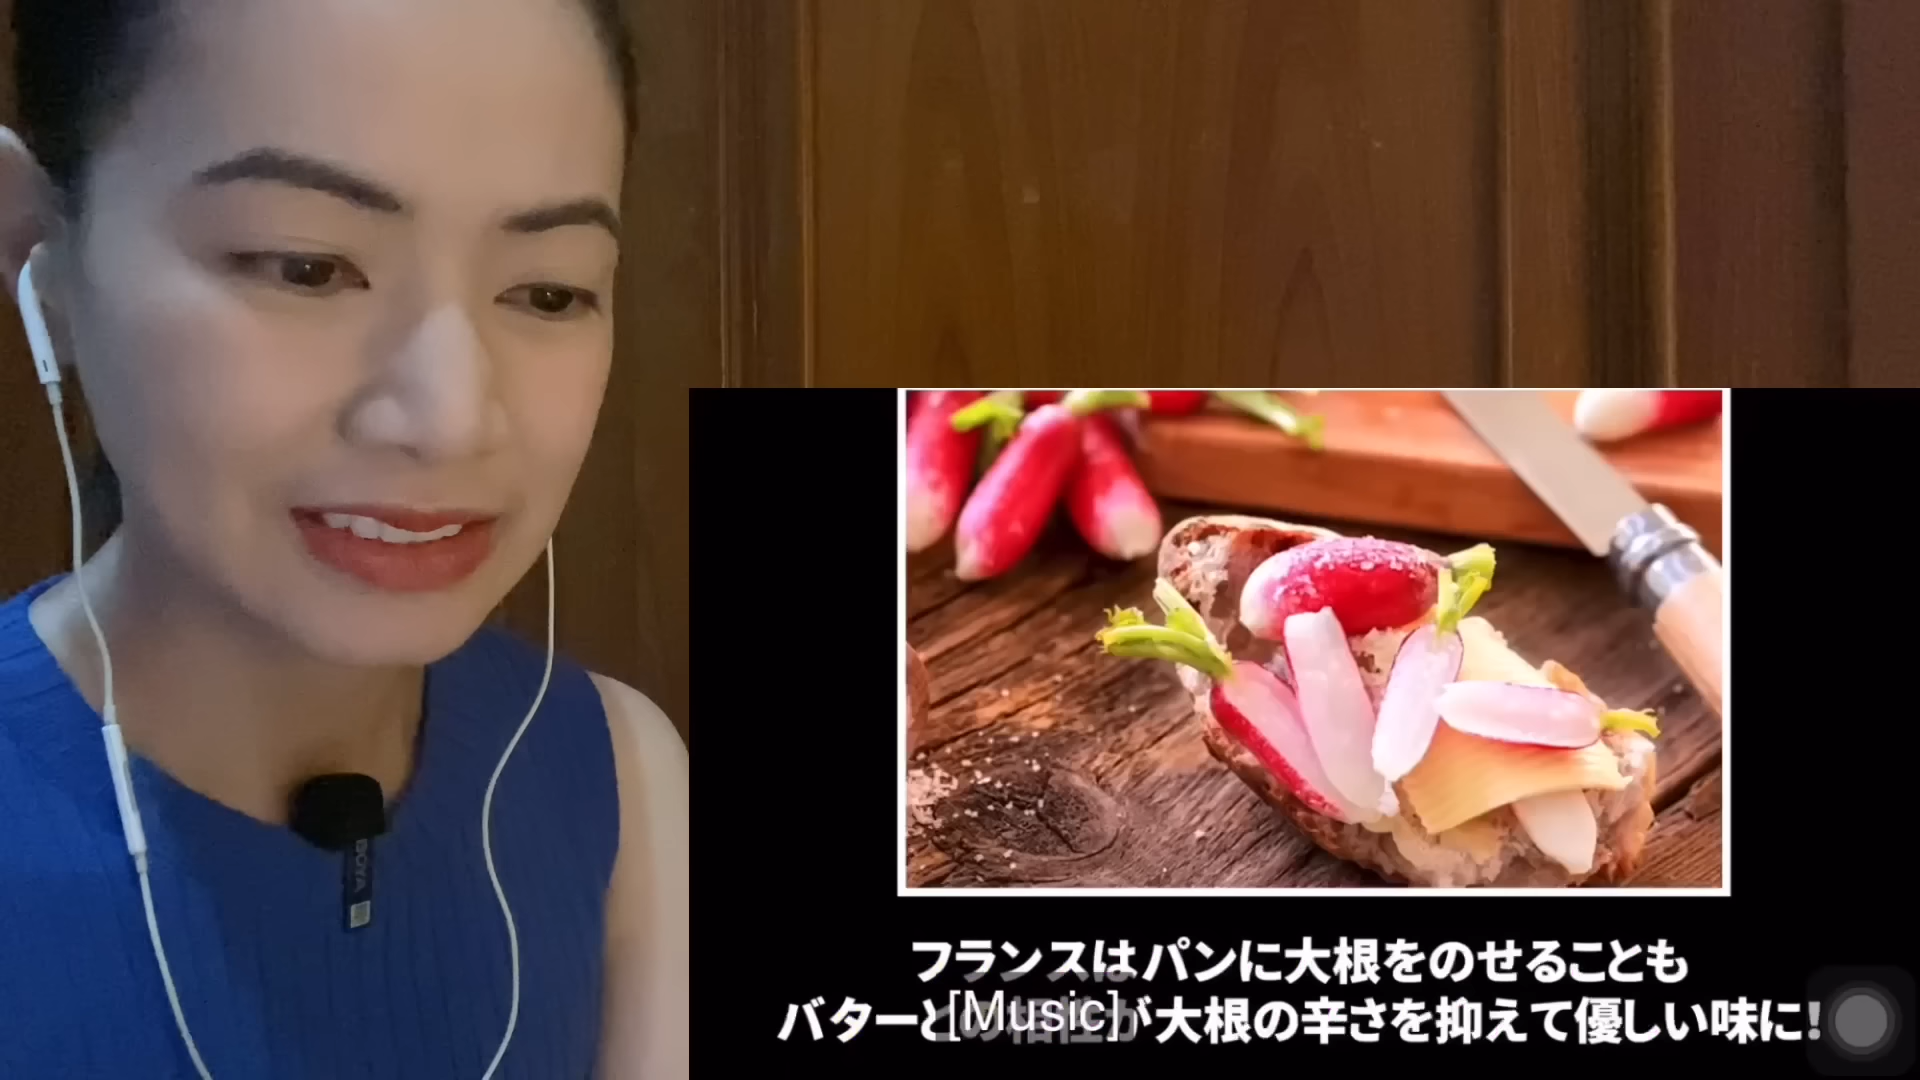 BOYA
フランスはパンに大根をのせることも
バターと[Music]が大根の辛さを抑えて優しい味に!